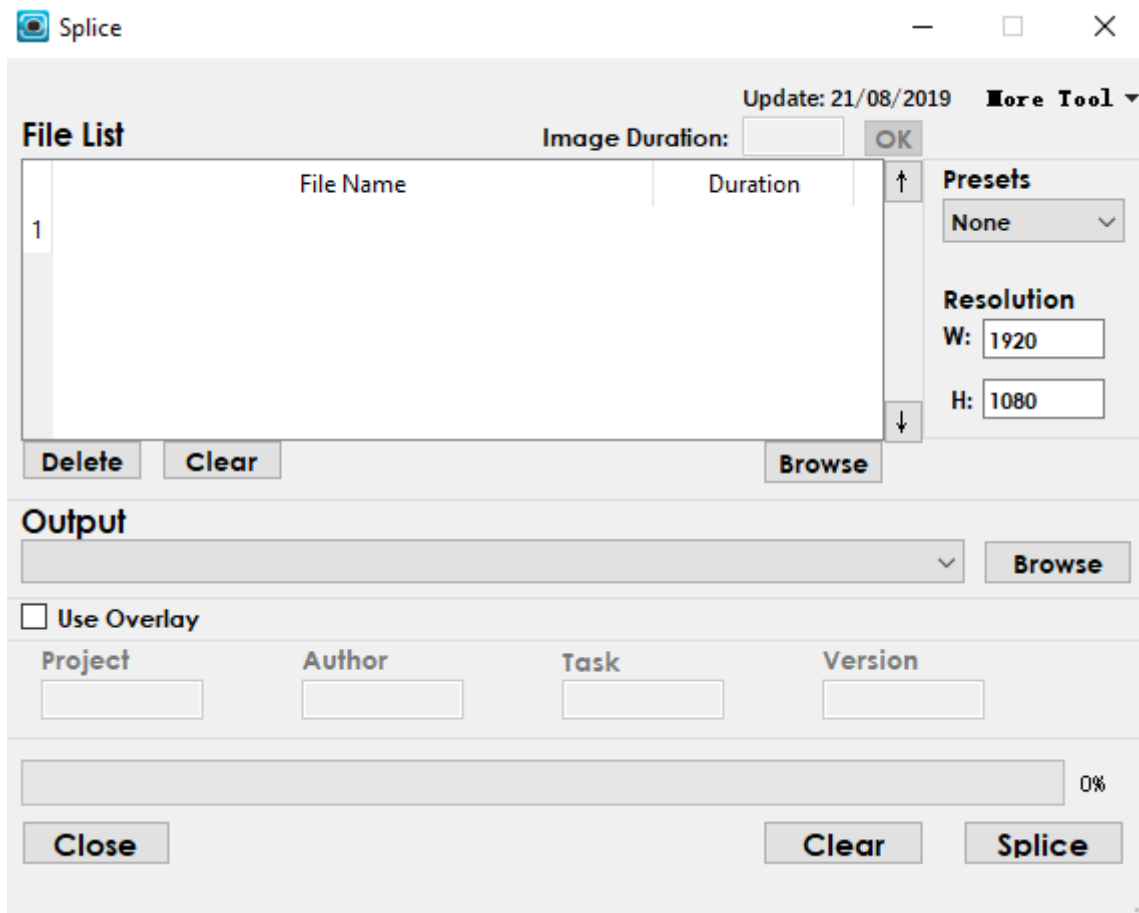 Splice
Update: 21/08/2019 More Tool
File List Image Duration: OK
File Name Duration ↑ Presets
1 None
Resolution
W: 1920
H: 1080
↓
Delete Clear Browse
Output
Browse
Use Overlay
Project Author Task Version
0%
Close Clear Splice